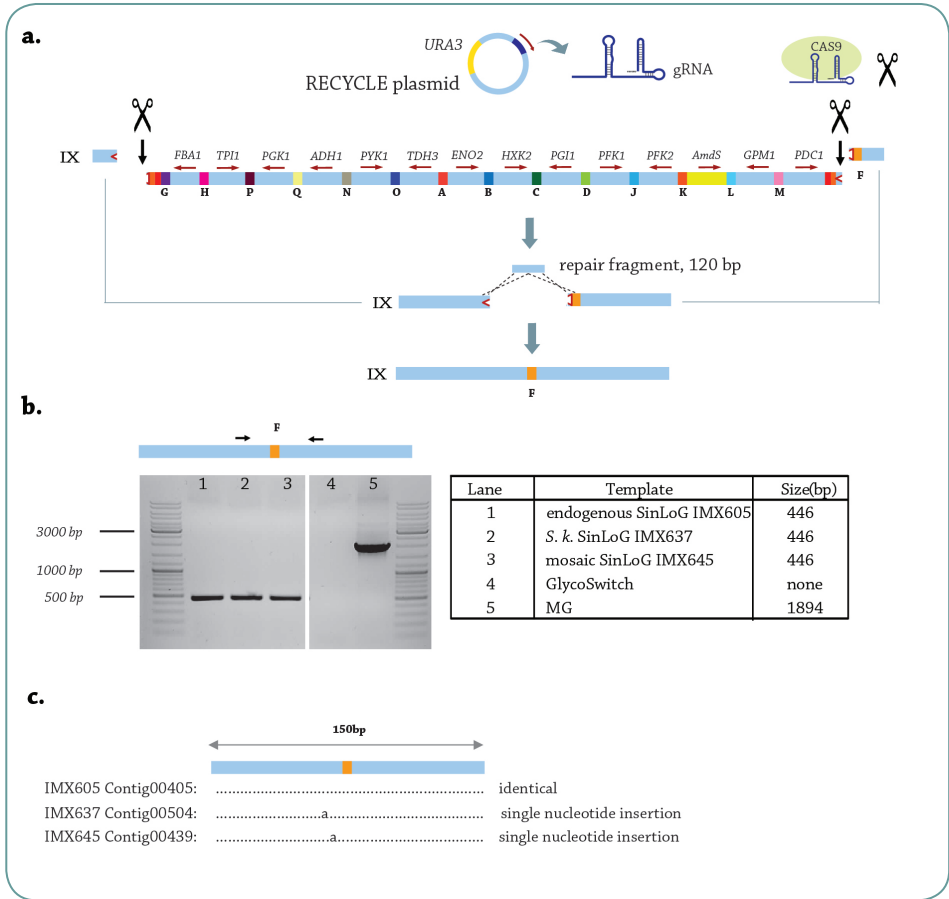 a.
URA3
RECYCLE plasmid
gRNA
CAS9
IX
FBA1 TPI1 PGK1 ADH1 PYK1 TDH3 ENO2 HXK2 PGI1 PFK1 PFK2 AmdS GPM1 PDC1
G H P Q N O A B C D J K L M
F
repair fragment, 120 bp
IX
IX
F
b.
F
1 2 3 4 5
3000 bp
1000 bp
500 bp
Lane Template Size(bp)
1 endogenous SinLoG IMX605 446
2 S. k. SinLoG IMX637 446
3 mosaic SinLoG IMX645 446
4 GlycoSwitch none
5 MG 1894
c.
150bp
IMX605 Contig00405: identical
IMX637 Contig00504: a single nucleotide insertion
IMX645 Contig00439: a single nucleotide insertion